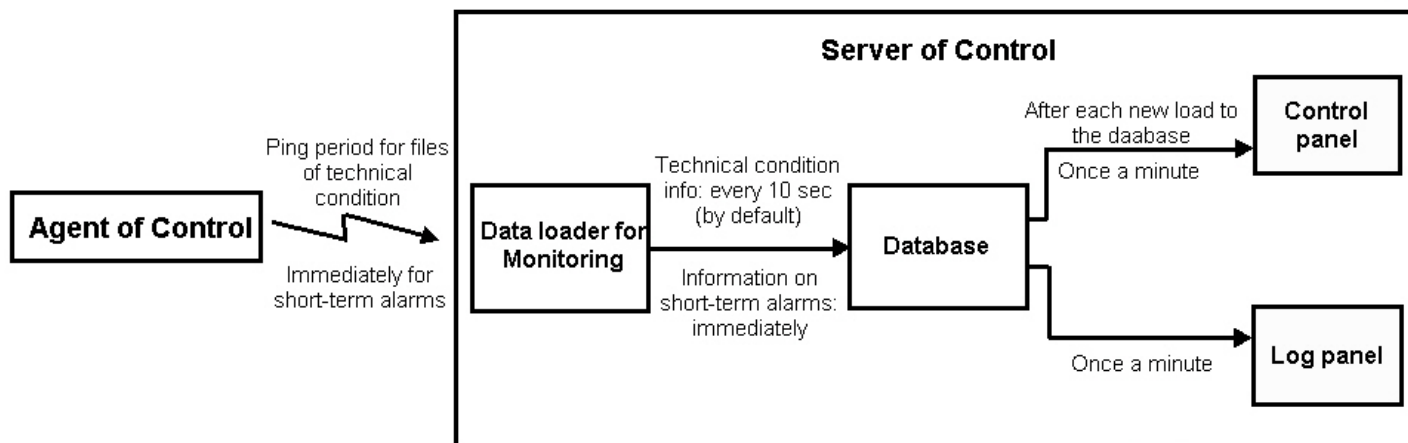 Server of Control
Ping period for files
of technical
condition
Agent of Control
Immediately for
short-term alarms
Data loader for
Monitoring
Technical condition
info: every 10 sec
(by default)
Information on
short-term alarms:
immediately
Database
After each new load to
the daabase
Once a minute
Control
panel
Once a minute
Log panel